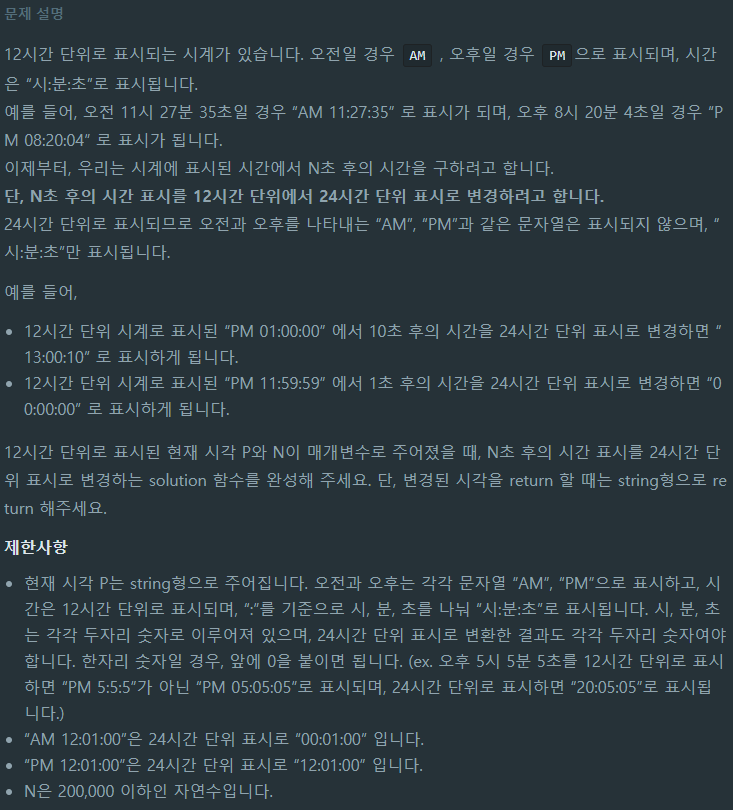 문제 설명
12시간 단위로 표시되는 시계가 있습니다. 오전일 경우 AM , 오후일 경우 PM 으로 표시되며, 시간
은 “시:분:초”로 표시됩니다.
예를 들어, 오전 11시 27분 35초일 경우 “AM 11:27:35” 로 표시가 되며, 오후 8시 20분 4초일 경우 “P
M 08:20:04” 로 표시가 됩니다.
이제부터, 우리는 시계에 표시된 시간에서 N초 후의 시간을 구하려고 합니다.
단, N초 후의 시간 표시를 12시간 단위에서 24시간 단위 표시로 변경하려고 합니다.
24시간 단위로 표시되므로 오전과 오후를 나타내는 “AM”, “PM”과 같은 문자열은 표시되지 않으며, “
시:분:초”만 표시됩니다.
예를 들어,
• 12시간 단위 시계로 표시된 “PM 01:00:00” 에서 10초 후의 시간을 24시간 단위 표시로 변경하면 “
13:00:10” 로 표시하게 됩니다.
• 12시간 단위 시계로 표시된 “PM 11:59:59” 에서 1초 후의 시간을 24시간 단위 표시로 변경하면 “0
0:00:00” 로 표시하게 됩니다.
12시간 단위로 표시된 현재 시각 P와 N이 매개변수로 주어졌을 때, N초 후의 시간 표시를 24시간 단
위 표시로 변경하는 solution 함수를 완성해 주세요. 단, 변경된 시각을 return 할 때는 string형으로 re
turn 해주세요.
제한사항
• 현재 시각 P는 string형으로 주어집니다. 오전과 오후는 각각 문자열 “AM”, “PM”으로 표시하고, 시
간은 12시간 단위로 표시되며, “:”를 기준으로 시, 분, 초를 나눠 “시:분:초”로 표시됩니다. 시, 분, 초
는 각각 두자리 숫자로 이루어져 있으며, 24시간 단위 표시로 변환한 결과도 각각 두자리 숫자여야
합니다. 한자리 숫자일 경우, 앞에 0을 붙이면 됩니다. (ex. 오후 5시 5분 5초를 12시간 단위로 표시
하면 “PM 5:5:5”가 아닌 “PM 05:05:05”로 표시되며, 24시간 단위로 표시하면 “20:05:05”로 표시됩
니다.)
• “AM 12:01:00”은 24시간 단위 표시로 “00:01:00” 입니다.
• “PM 12:01:00”은 24시간 단위 표시로 “12:01:00” 입니다.
• N은 200,000 이하인 자연수입니다.